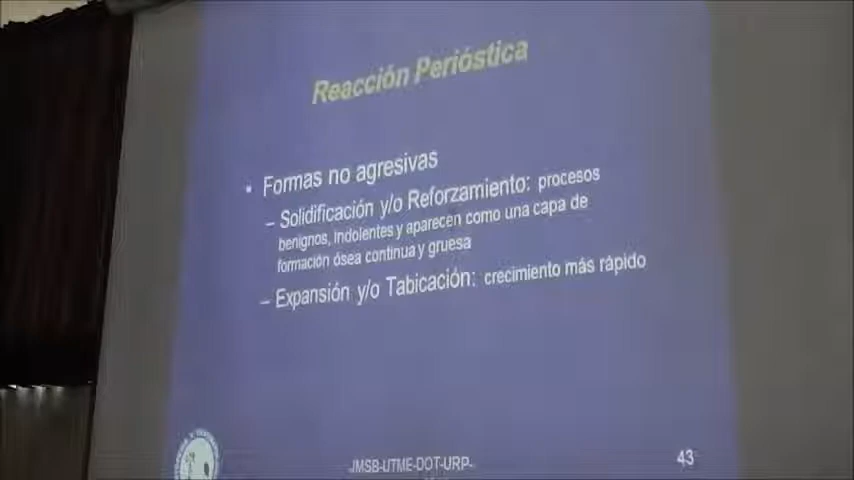 Reacción Perióstica
• Formas no agresivas
– Solidificación y/o Reforzamiento: procesos
benignos, indolentes y aparecen como una capa de
formación ósea continua y gruesa
– Expansión y/o Tabicación: crecimiento más rápido
-JMSB-UTME-DOT-URP-
43